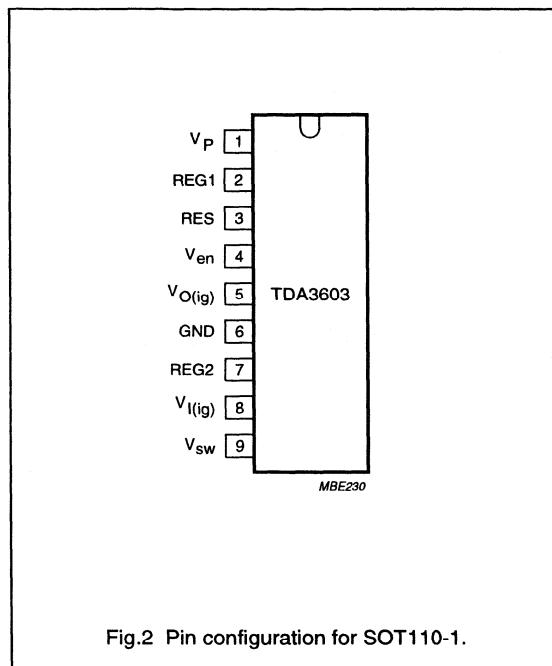 V_P 1
REG1 2
RES 3
V_en 4
V_O(ig) 5
TDA3603
GND 6
REG2 7
V_I(ig) 8
V_sw 9
MBE230
Fig.2 Pin configuration for SOT110-1.